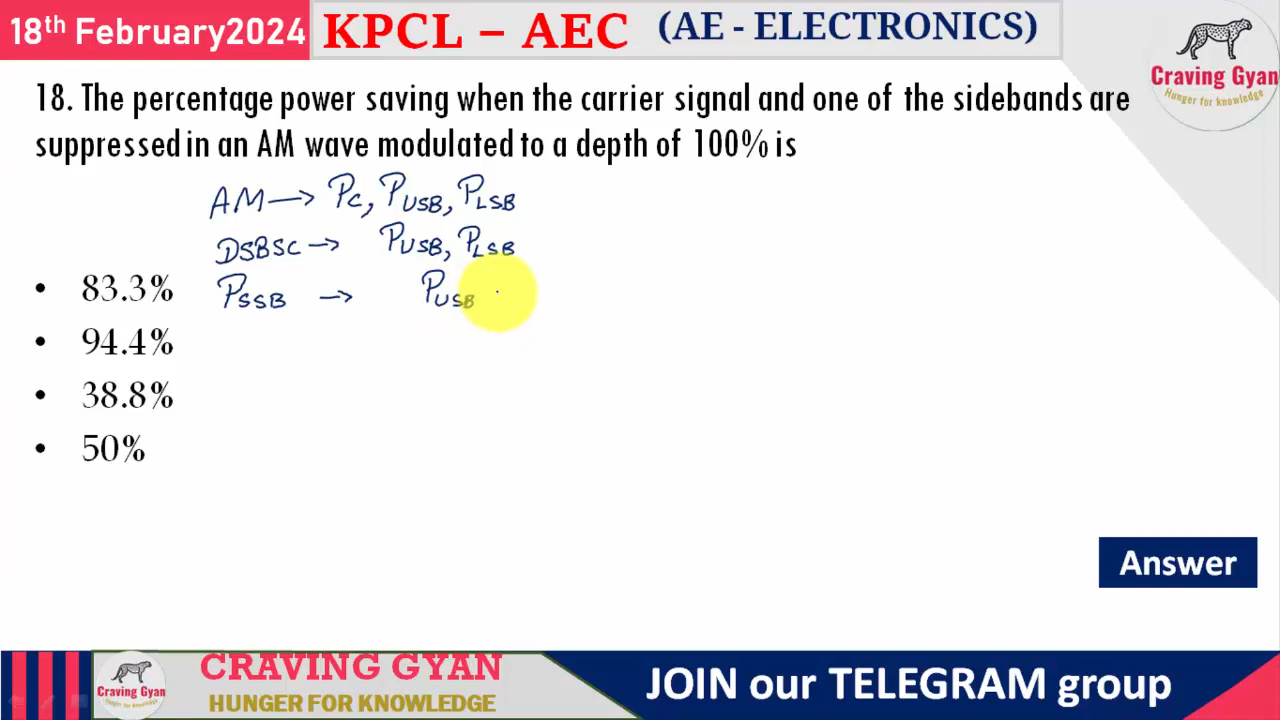 18th February2024
KPCL – AEC
(AE - ELECTRONICS)
Craving Gyan
Hunger for knowledge
18. The percentage power saving when the carrier signal and one of the sidebands are
suppressed in an AM wave modulated to a depth of 100% is
AM → PC, PUSB, PLSB
DSBSC → PUSB, PLSB
• 83.3%
PSSB → PUSB
• 94.4%
• 38.8%
• 50%
Answer
Craving Gyan
Hunger for knowledge
CRAVING GYAN
HUNGER FOR KNOWLEDGE
JOIN our TELEGRAM group